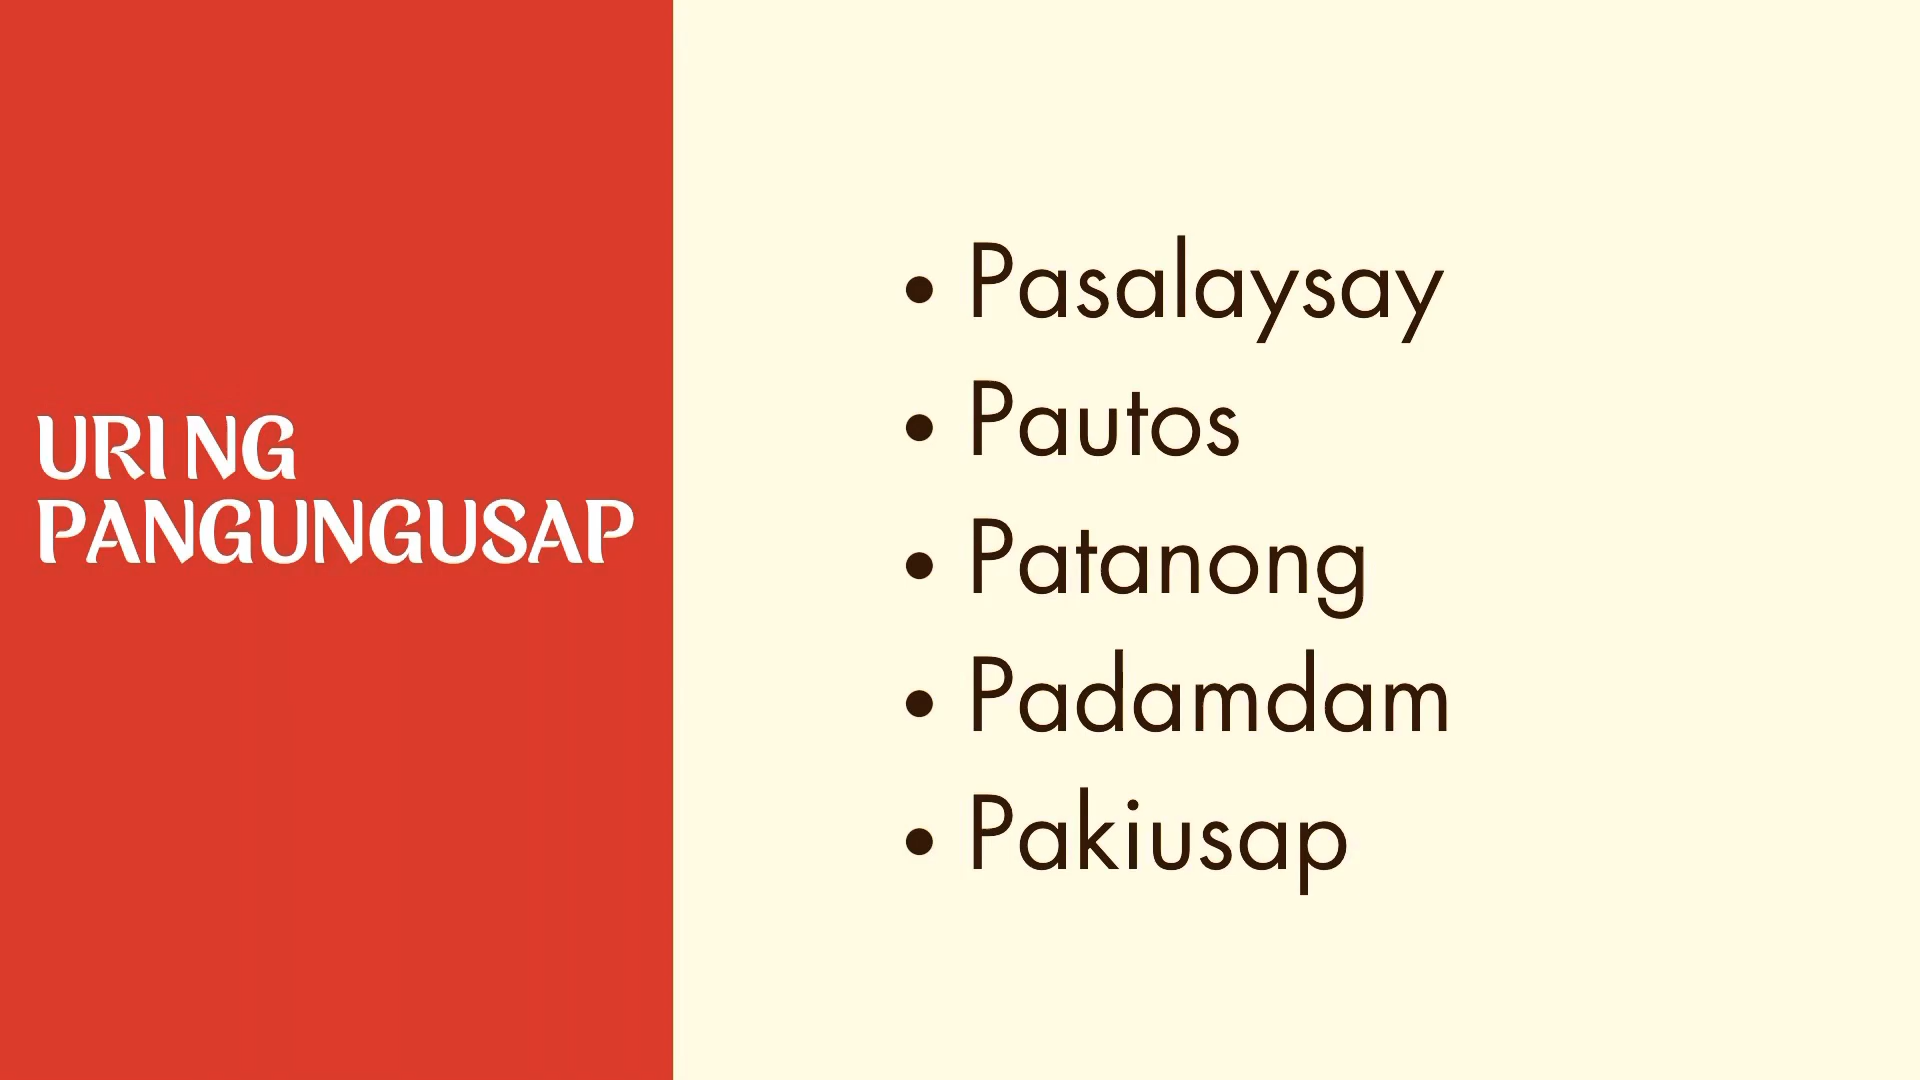 URI NG
PANGUNGUSAP
• Pasalaysay
• Pautos
• Patanong
• Padamdam
• Pakiusap